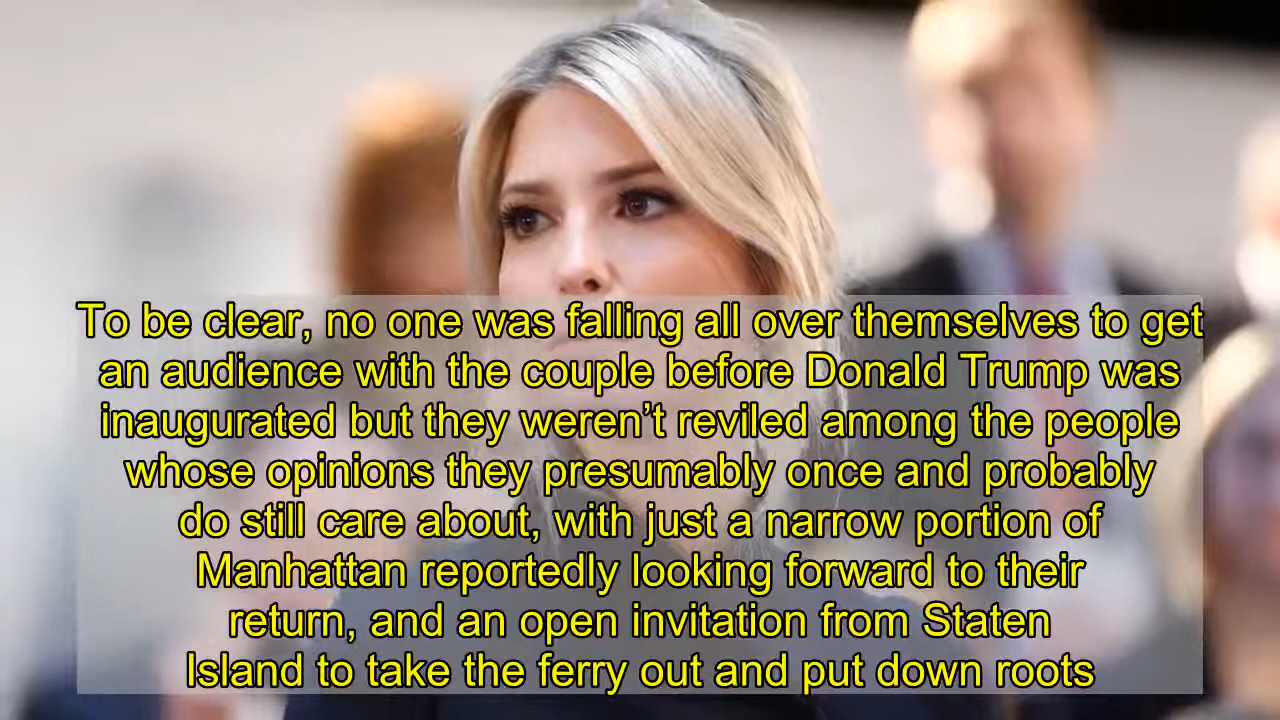 To be clear, no one was falling all over themselves to get
an audience with the couple before Donald Trump was
inaugurated but they weren’t reviled among the people
whose opinions they presumably once and probably
do still care about, with just a narrow portion of
Manhattan reportedly looking forward to their
return, and an open invitation from Staten
Island to take the ferry out and put down roots